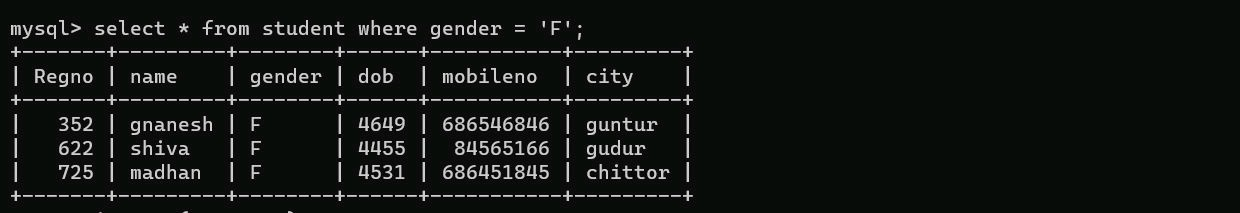 mysql> select * from student where gender = 'F';
+-------+---------+--------+------+-----------+---------+
| Regno | name    | gender | dob  | mobileno  | city    |
+-------+---------+--------+------+-----------+---------+
|   352 | gnanesh | F      | 4649 | 686546846 | guntur  |
|   622 | shiva   | F      | 4455 |  84565166 | gudur   |
|   725 | madhan  | F      | 4531 | 686451845 | chittor |
+-------+---------+--------+------+-----------+---------+